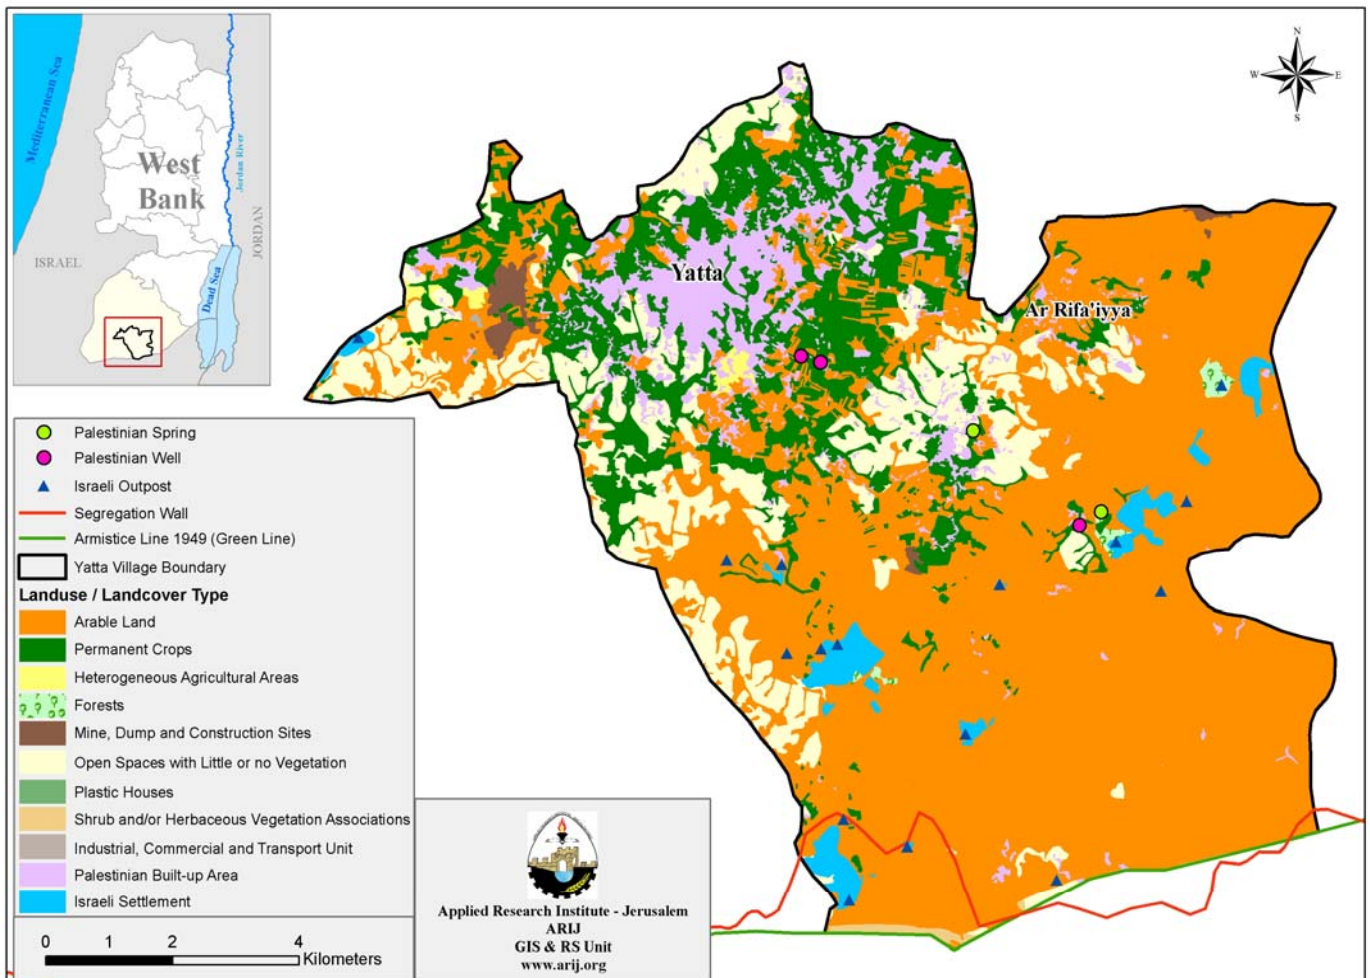 Mediterranean Sea
West
Bank
Jordan River
JORDAN
ISRAEL
Dead Sea
N
W
E
S
Yatta
Ar Rifa'iyya
Palestinian Spring
Palestinian Well
Israeli Outpost
Segregation Wall
Armistice Line 1949 (Green Line)
Yatta Village Boundary
Landuse / Landcover Type
Arable Land
Permanent Crops
Heterogeneous Agricultural Areas
Forests
Mine, Dump and Construction Sites
Open Spaces with Little or no Vegetation
Plastic Houses
Shrub and/or Herbaceous Vegetation Associations
Industrial, Commercial and Transport Unit
Palestinian Built-up Area
Israeli Settlement
0 1 2 4
Kilometers
Applied Research Institute - Jerusalem
ARIJ
GIS & RS Unit
www.arij.org